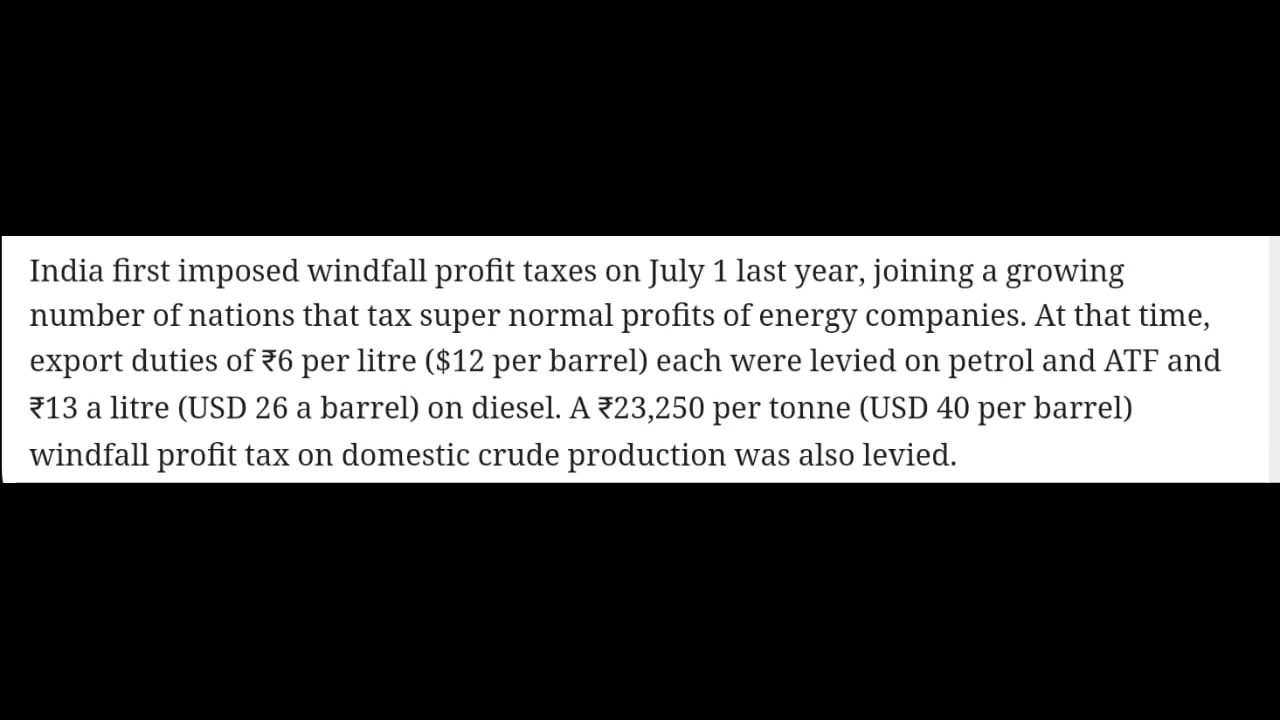 India first imposed windfall profit taxes on July 1 last year, joining a growing
number of nations that tax super normal profits of energy companies. At that time,
export duties of ₹6 per litre ($12 per barrel) each were levied on petrol and ATF and
₹13 a litre (USD 26 a barrel) on diesel. A ₹23,250 per tonne (USD 40 per barrel)
windfall profit tax on domestic crude production was also levied.